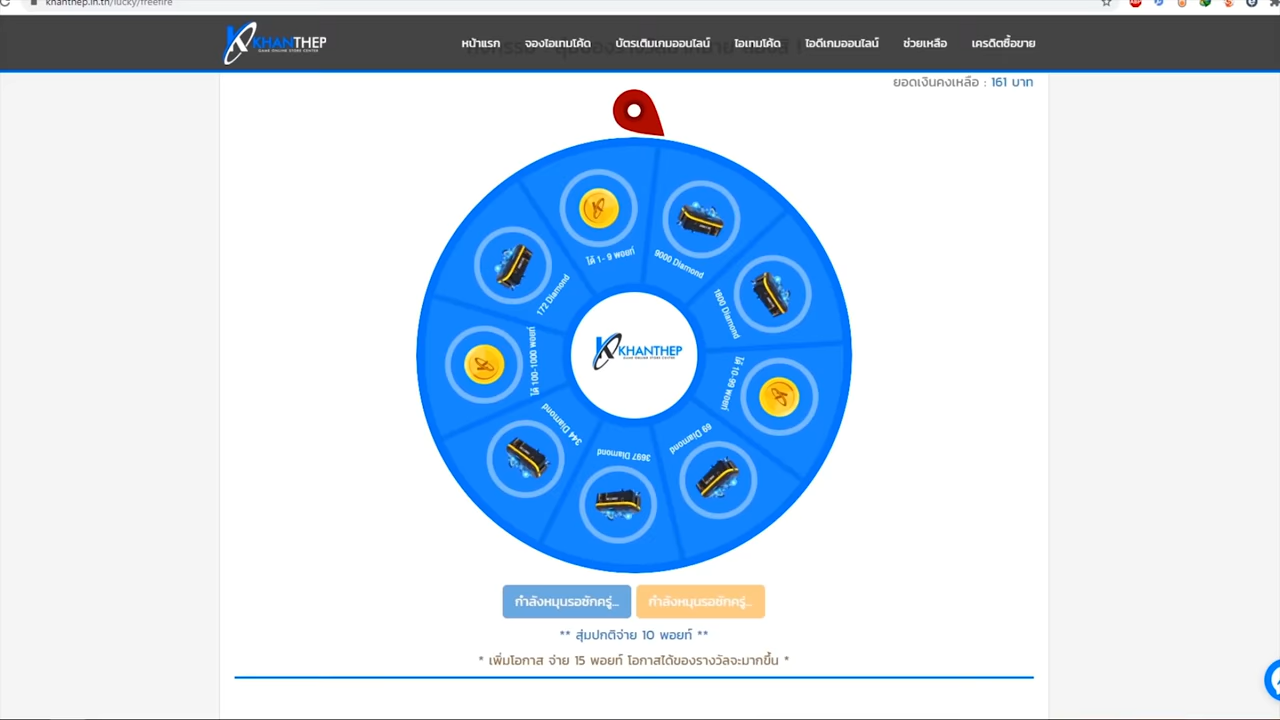 khanthep.in.th/lucky/freefire
KHANTHEP
GAME ONLINE STORE CENTER
หน้าแรก
จองไอเทมโค้ด
บัตรเติมเกมออนไลน์
ไอเทมโค้ด
ไอดีเกมออนไลน์
ช่วยเหลือ
เครดิตซื้อขาย
ยอดเงินคงเหลือ : 161 บาท
ได้ 1 - 9 พอยท์
9000 Diamond
172 Diamond
1800 Diamond
ได้ 100-1000 พอยท์
KHANTHEP
GAME ONLINE STORE CENTER
ได้ 10-99 พอยท์
344 Diamond
69 Diamond
3697 Diamond
กำลังหมุนรอซักครู่...
กำลังหมุนรอซักครู่...
** สุ่มปกติจ่าย 10 พอยท์ **
* เพิ่มโอกาส จ่าย 15 พอยท์ โอกาสได้ของรางวัลจะมากขึ้น *